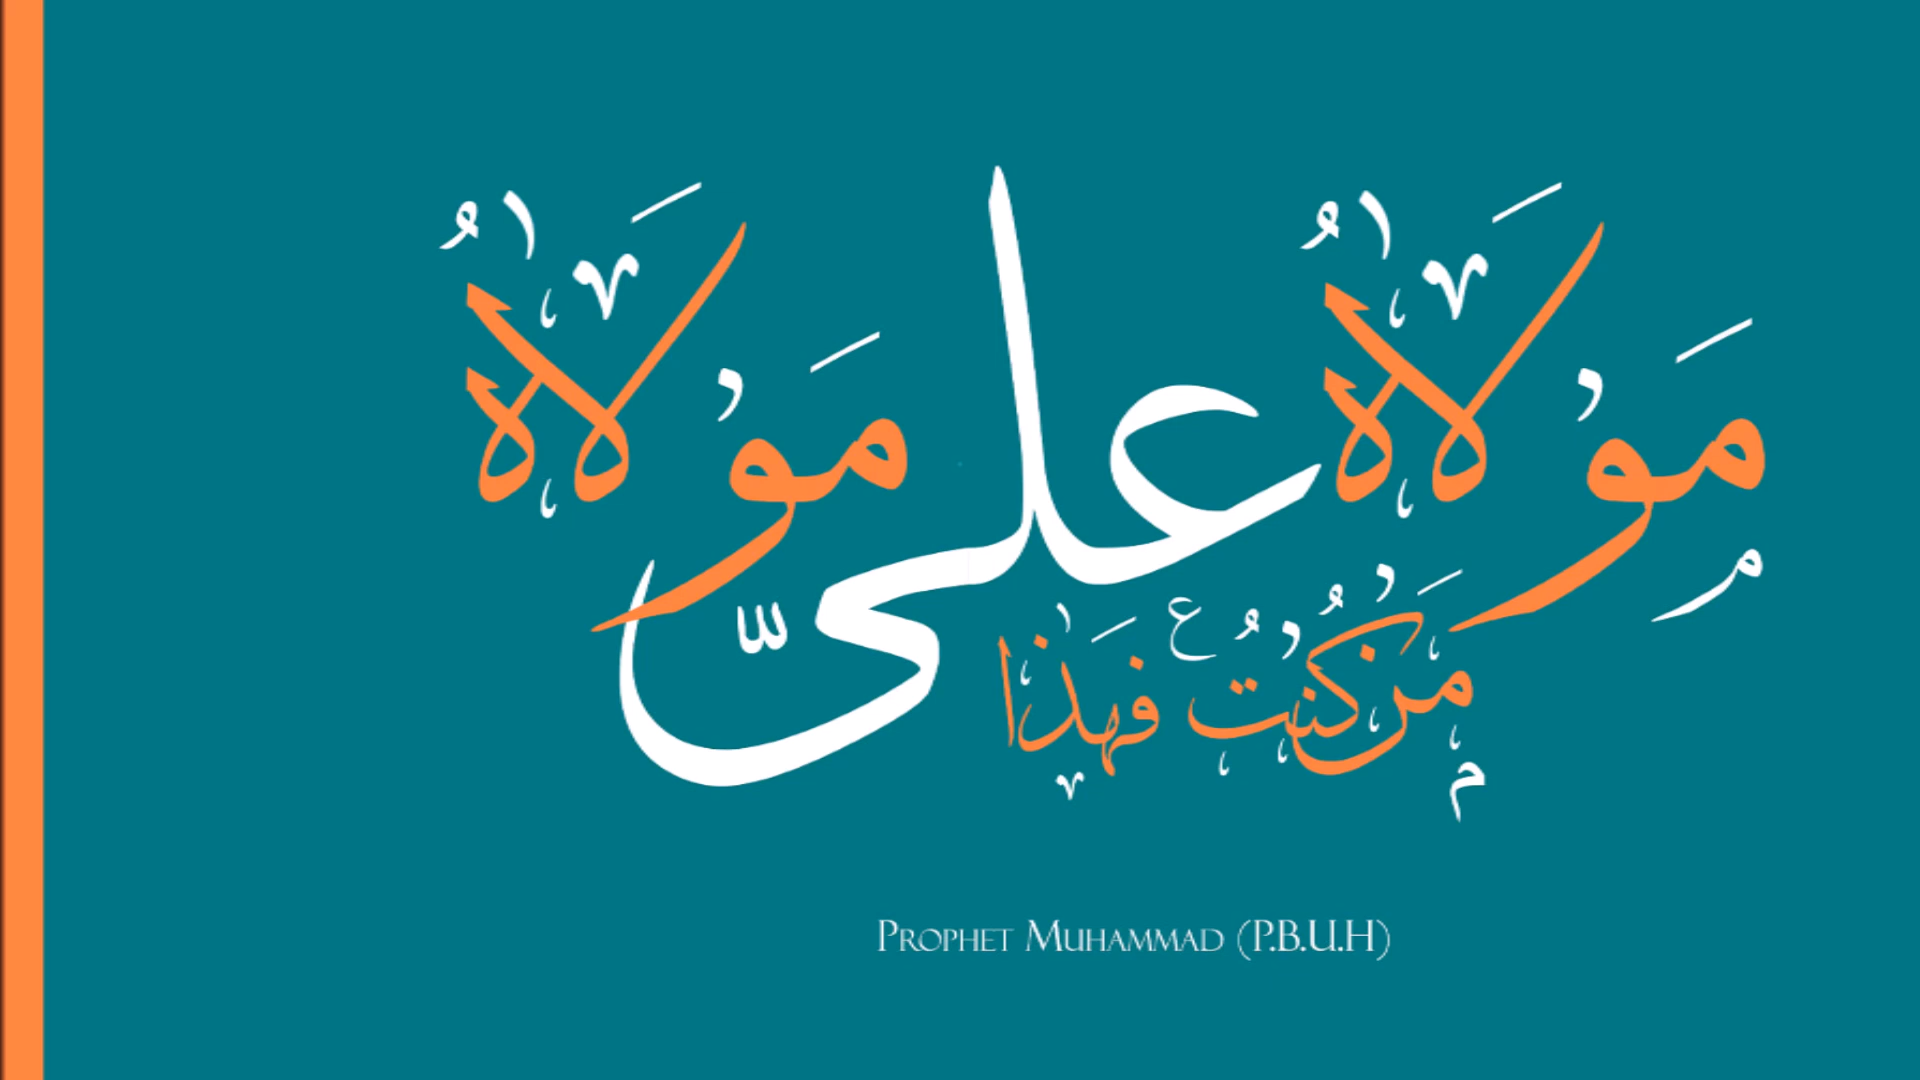 مَوْلَاهُ عَلِیّ مَوْلَاهُ
مَنْ كُنْتُ فَهَذَا
Prophet Muhammad (P.B.U.H)